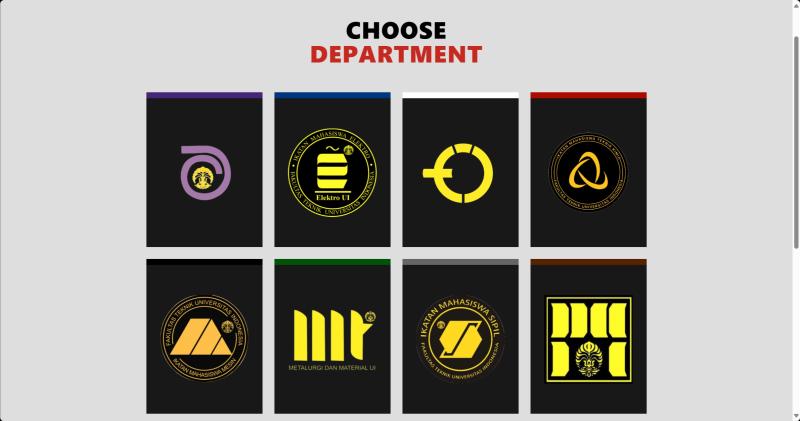 CHOOSE
DEPARTMENT
IKATAN MAHASISWA ELEKTRO
Elektro UI
FAKULTAS TEKNIK UNIVERSITAS INDONESIA
IKATAN MAHASISWA TEKNIK KIMIA
FAKULTAS TEKNIK UNIVERSITAS INDONESIA
FAKULTAS TEKNIK UNIVERSITAS INDONESIA
IKATAN MAHASISWA MESIN
mt
METALURGI DAN MATERIAL UI
IKATAN MAHASISWA SIPIL
FAKULTAS TEKNIK UNIVERSITAS INDONESIA